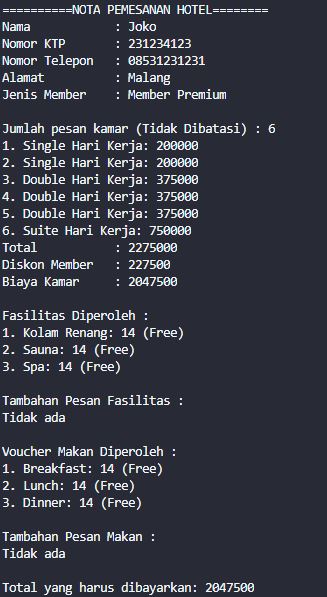 ==========NOTA PEMESANAN HOTEL========
Nama           : Joko
Nomor KTP      : 231234123
Nomor Telepon  : 08531231231
Alamat         : Malang
Jenis Member   : Member Premium

Jumlah pesan kamar (Tidak Dibatasi) : 6
1. Single Hari Kerja: 200000
2. Single Hari Kerja: 200000
3. Double Hari Kerja: 375000
4. Double Hari Kerja: 375000
5. Double Hari Kerja: 375000
6. Suite Hari Kerja: 750000
Total          : 2275000
Diskon Member  : 227500
Biaya Kamar    : 2047500

Fasilitas Diperoleh :
1. Kolam Renang: 14 (Free)
2. Sauna: 14 (Free)
3. Spa: 14 (Free)

Tambahan Pesan Fasilitas :
Tidak ada

Voucher Makan Diperoleh :
1. Breakfast: 14 (Free)
2. Lunch: 14 (Free)
3. Dinner: 14 (Free)

Tambahan Pesan Makan :
Tidak ada

Total yang harus dibayarkan: 2047500